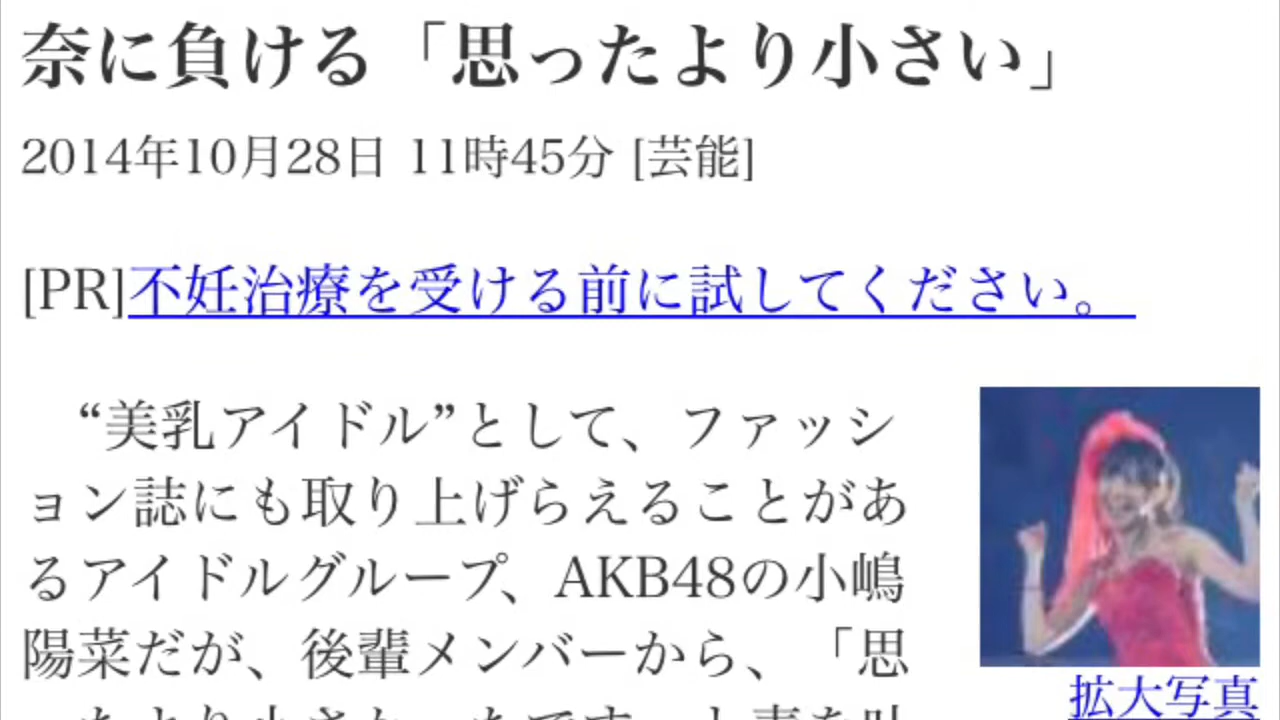 奈に負ける「思ったより小さい」
2014年10月28日 11時45分 [芸能]
[PR]不妊治療を受ける前に試してください。
“美乳アイドル”として、ファッシ
ョン誌にも取り上げらえることがあ
るアイドルグループ、AKB48の小嶋
陽菜だが、後輩メンバーから、「思
拡大写真